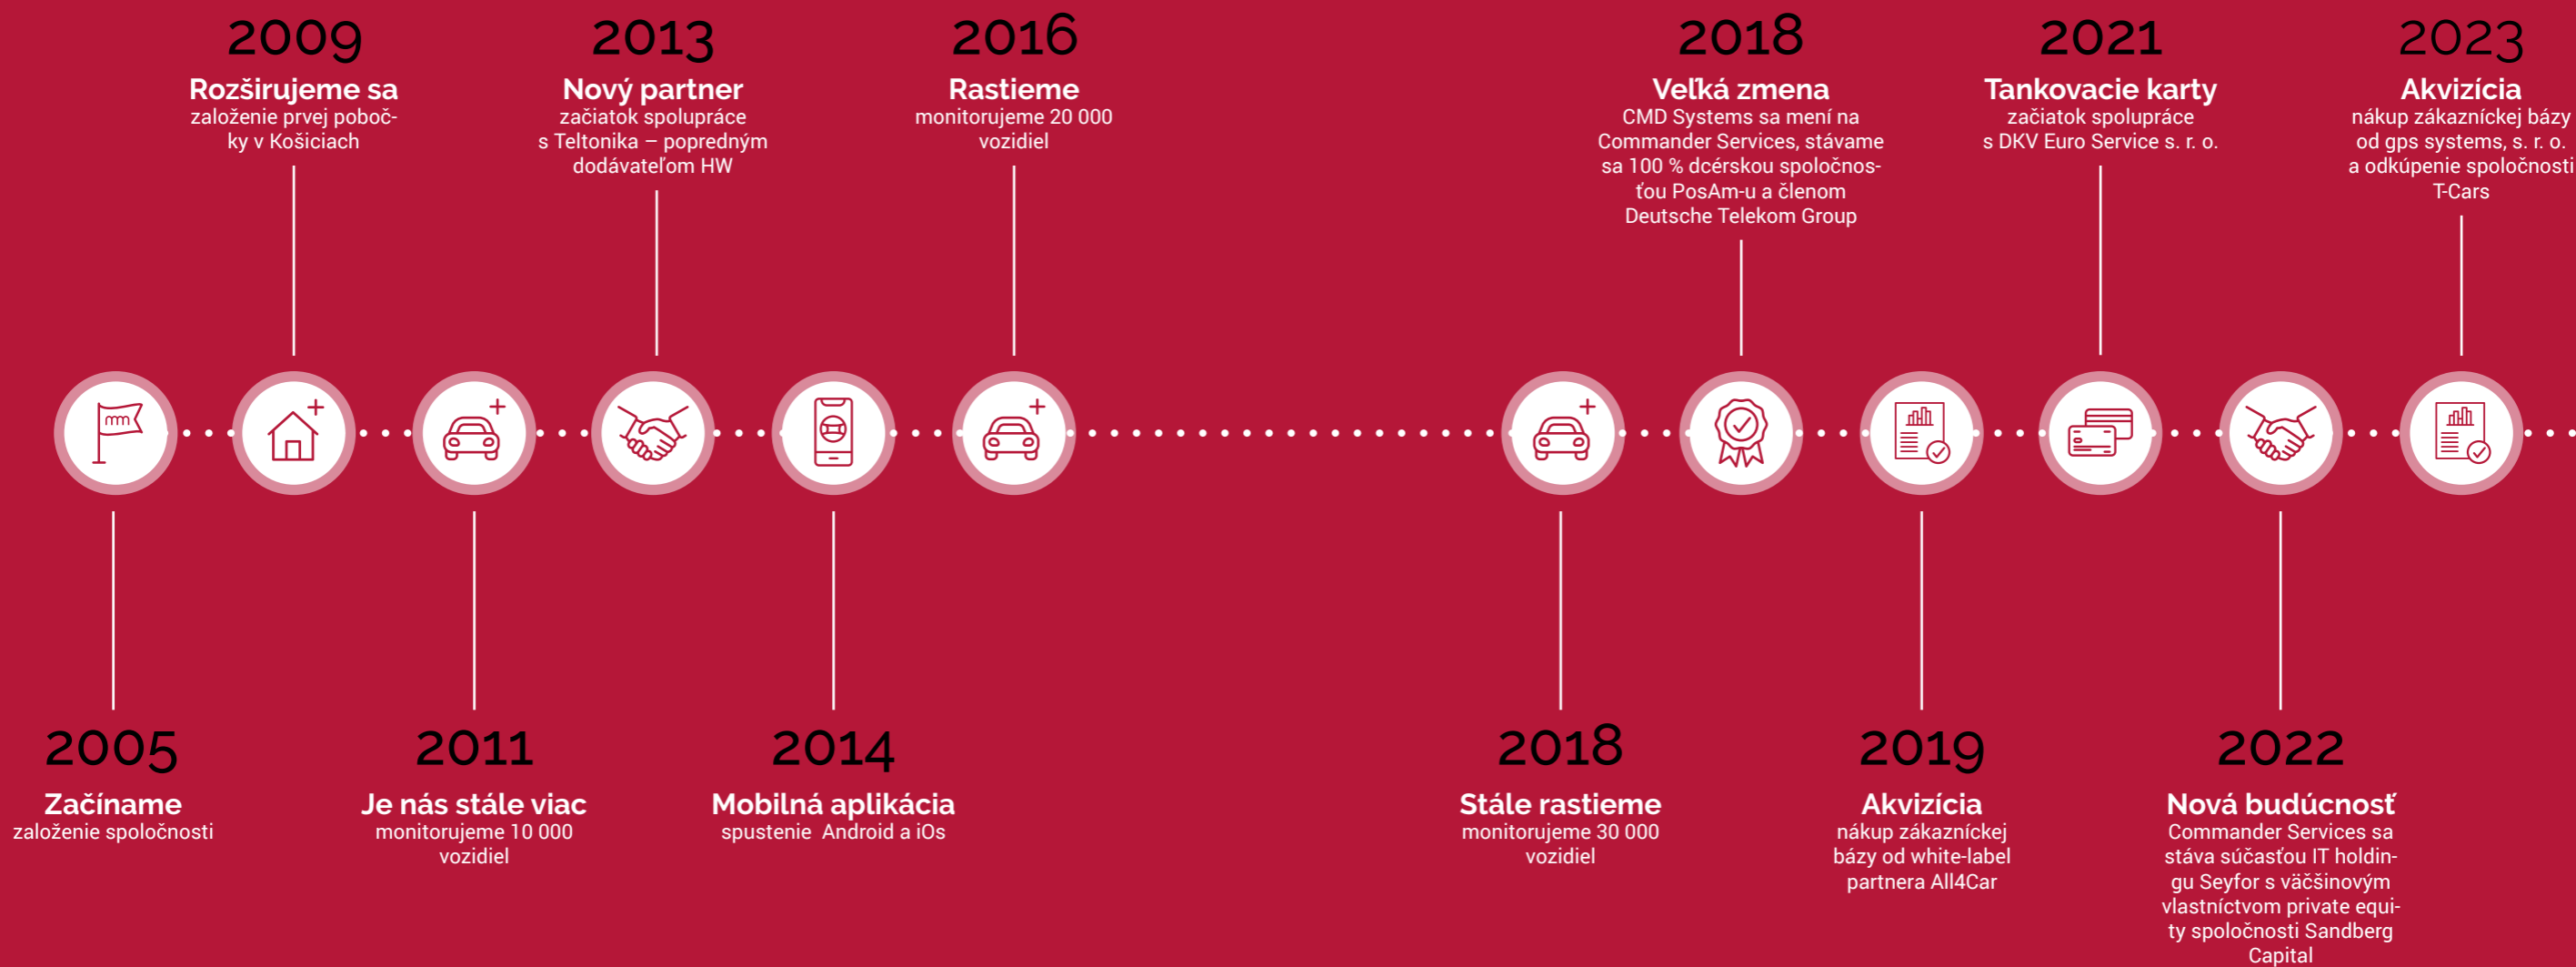 2005
Začíname
založenie spoločnosti
2009
Rozširujeme sa
založenie prvej poboč-
ky v Košiciach
2011
Je nás stále viac
monitorujeme 10 000
vozidiel
2013
Nový partner
začiatok spolupráce
s Teltonika – popredným
dodávateľom HW
2014
Mobilná aplikácia
spustenie Android a iOs
2016
Rastieme
monitorujeme 20 000
vozidiel
2018
Stále rastieme
monitorujeme 30 000
vozidiel
2018
Veľká zmena
CMD Systems sa mení na
Commander Services, stávame
sa 100 % dcérskou spoločnos-
ťou PosAm-u a členom
Deutsche Telekom Group
2019
Akvizícia
nákup zákazníckej
bázy od white-label
partnera All4Car
2021
Tankovacie karty
začiatok spolupráce
s DKV Euro Service s. r. o.
2022
Nová budúcnosť
Commander Services sa
stáva súčasťou IT holdin-
gu Seyfor s väčšinovým
vlastníctvom private equi-
ty spoločnosti Sandberg
Capital
2023
Akvizícia
nákup zákazníckej bázy
od gps systems, s. r. o.
a odkúpenie spoločnosti
T-Cars